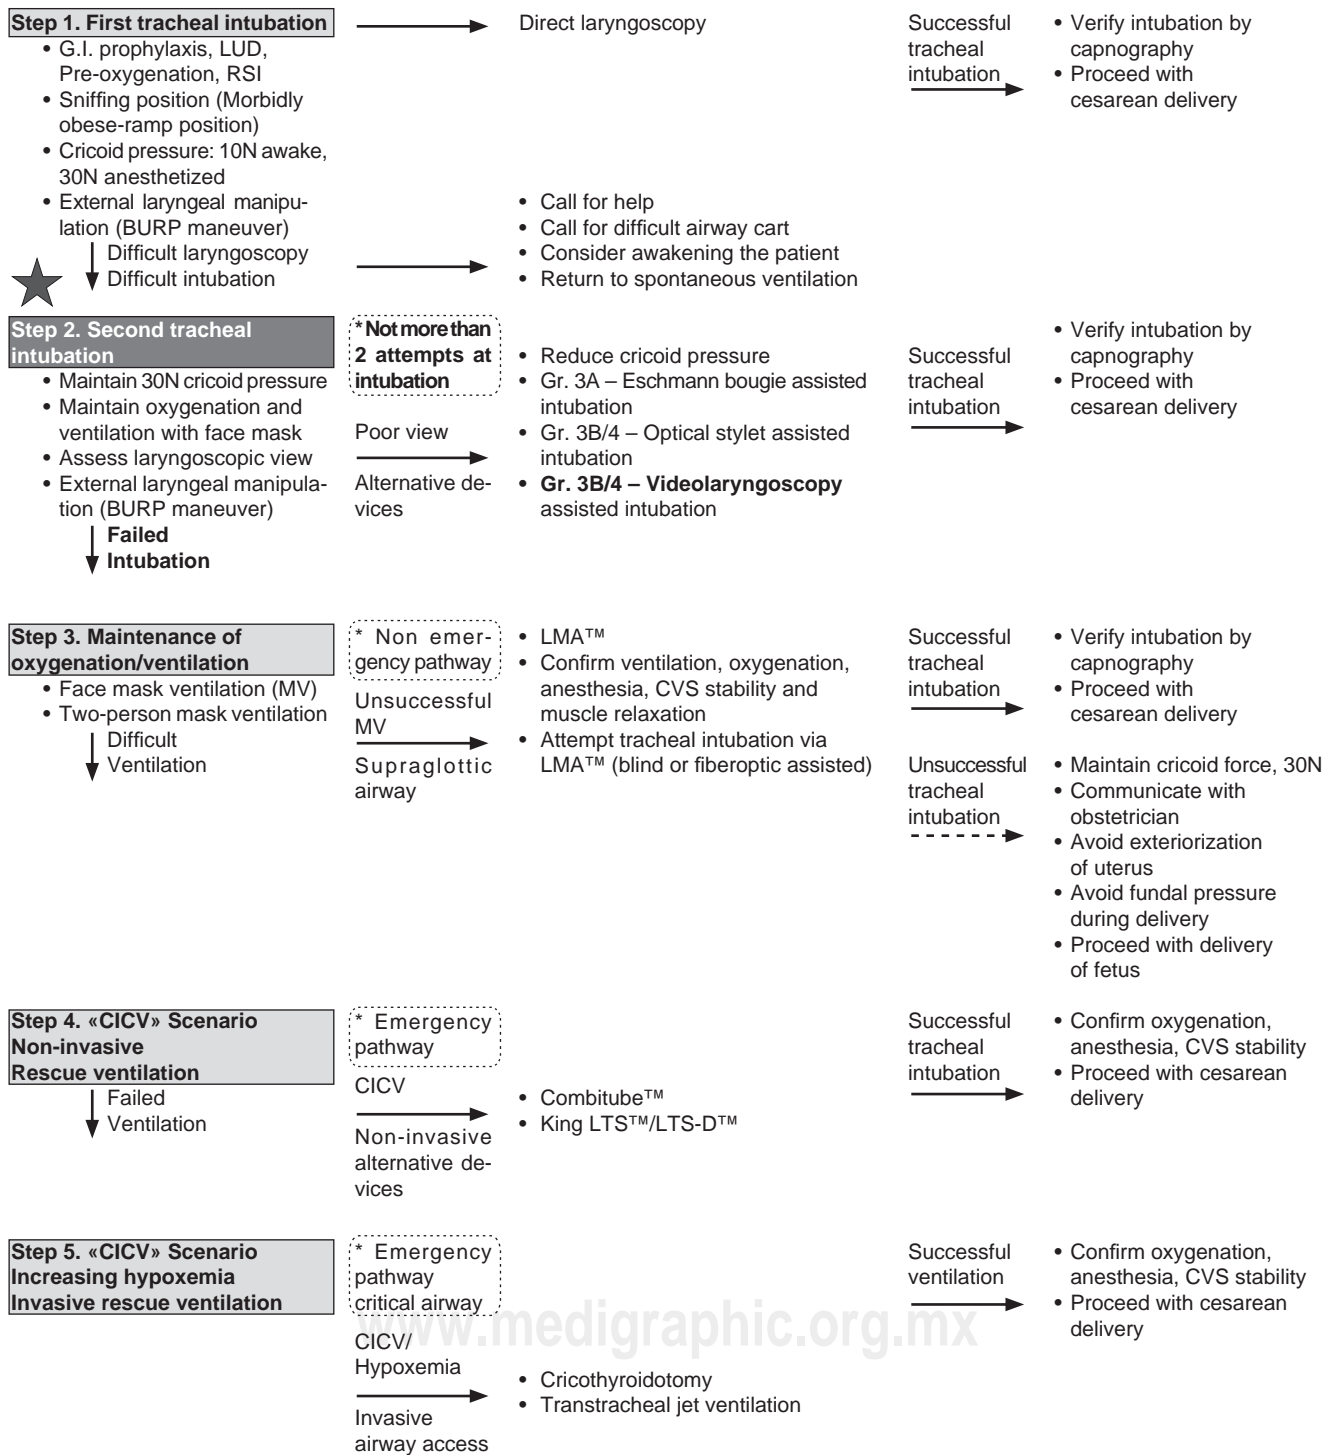 Step 1. First tracheal intubation
• G.I. prophylaxis, LUD,
Pre-oxygenation, RSI
• Sniffing position (Morbidly
obese-ramp position)
• Cricoid pressure: 10N awake,
30N anesthetized
• External laryngeal manipu-
lation (BURP maneuver)
Difficult laryngoscopy
Difficult intubation
Direct laryngoscopy
• Call for help
• Call for difficult airway cart
• Consider awakening the patient
• Return to spontaneous ventilation
Successful
tracheal
intubation
• Verify intubation by
capnography
• Proceed with
cesarean delivery
Step 2. Second tracheal
intubation
• Maintain 30N cricoid pressure
• Maintain oxygenation and
ventilation with face mask
• Assess laryngoscopic view
• External laryngeal manipula-
tion (BURP maneuver)
Failed
Intubation
* Not more than
2 attempts at
intubation
Poor view
Alternative de-
vices
• Reduce cricoid pressure
• Gr. 3A – Eschmann bougie assisted
intubation
• Gr. 3B/4 – Optical stylet assisted
intubation
• Gr. 3B/4 – Videolaryngoscopy
assisted intubation
Successful
tracheal
intubation
• Verify intubation by
capnography
• Proceed with
cesarean delivery
Step 3. Maintenance of
oxygenation/ventilation
• Face mask ventilation (MV)
• Two-person mask ventilation
Difficult
Ventilation
* Non emer-
gency pathway
Unsuccessful
MV
Supraglottic
airway
• LMA™
• Confirm ventilation, oxygenation,
anesthesia, CVS stability and
muscle relaxation
• Attempt tracheal intubation via
LMA™ (blind or fiberoptic assisted)
Successful
tracheal
intubation
• Verify intubation by
capnography
• Proceed with
cesarean delivery
Unsuccessful
tracheal
intubation
• Maintain cricoid force, 30N
• Communicate with
obstetrician
• Avoid exteriorization
of uterus
• Avoid fundal pressure
during delivery
• Proceed with delivery
of fetus
Step 4. «CICV» Scenario
Non-invasive
Rescue ventilation
Failed
Ventilation
* Emergency
pathway
CICV
Non-invasive
alternative de-
vices
• Combitube™
• King LTS™/LTS-D™
Successful
tracheal
intubation
• Confirm oxygenation,
anesthesia, CVS stability
• Proceed with cesarean
delivery
Step 5. «CICV» Scenario
Increasing hypoxemia
Invasive rescue ventilation
* Emergency
pathway
critical airway
CICV/
Hypoxemia
Invasive
airway access
• Cricothyroidotomy
• Transtracheal jet ventilation
Successful
ventilation
• Confirm oxygenation,
anesthesia, CVS stability
• Proceed with cesarean
delivery
www.medigraphic.org.mx